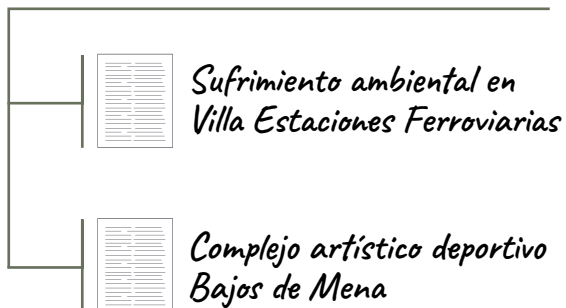 Sufrimiento ambiental en
Villa Estaciones Ferroviarias
Complejo artístico deportivo
Bajos de Mena